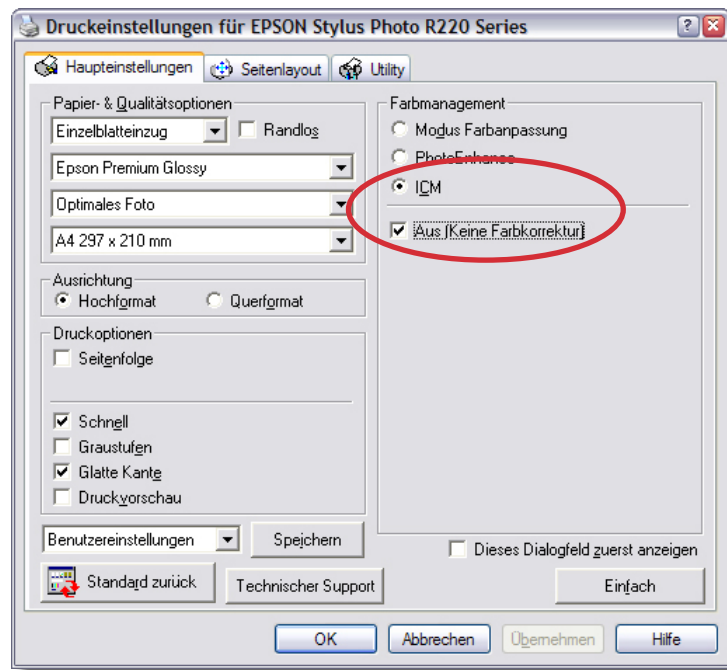 Druckeinstellungen für EPSON Stylus Photo R220 Series
Haupteinstellungen
Seitenlayout
Utility
Papier- & Qualitätsoptionen
Einzelblatteinzug
Randlos
Epson Premium Glossy
Optimales Foto
A4 297 x 210 mm
Ausrichtung
Hochformat
Querformat
Druckoptionen
Seitenfolge
Schnell
Graustufen
Glatte Kante
Druckvorschau
Farbmanagement
Modus Farbanpassung
PhotoEnhance
ICM
Aus (Keine Farbkorrektur)
Benutzereinstellungen
Speichern
Dieses Dialogfeld zuerst anzeigen
Standard zurück
Technischer Support
Einfach
OK
Abbrechen
Übernehmen
Hilfe